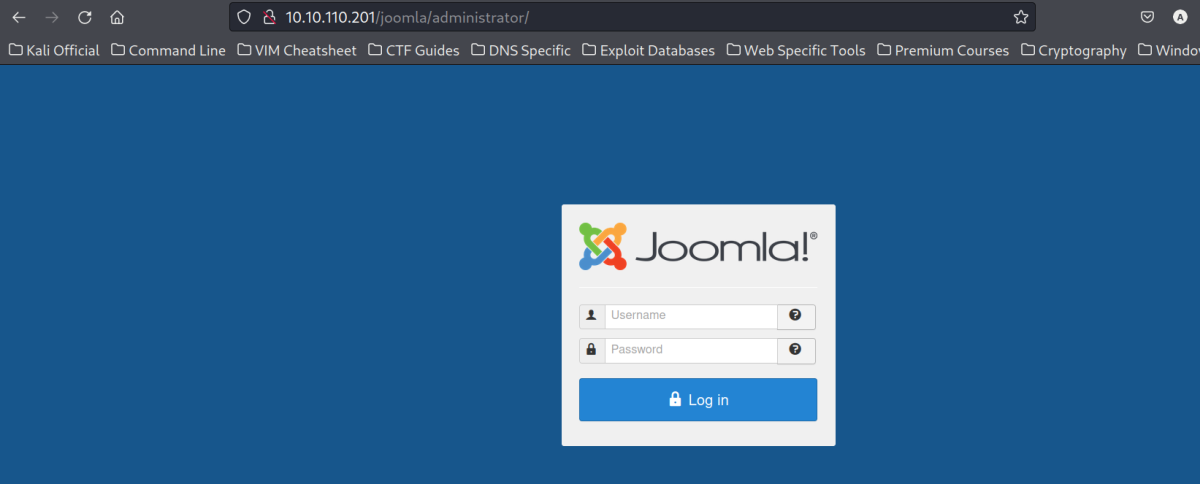 10.10.110.201/joomla/administrator/
A
Kali Official Command Line VIM Cheatsheet CTF Guides DNS Specific Exploit Databases Web Specific Tools Premium Courses Cryptography Window
Joomla!®
Username
Password
Log in